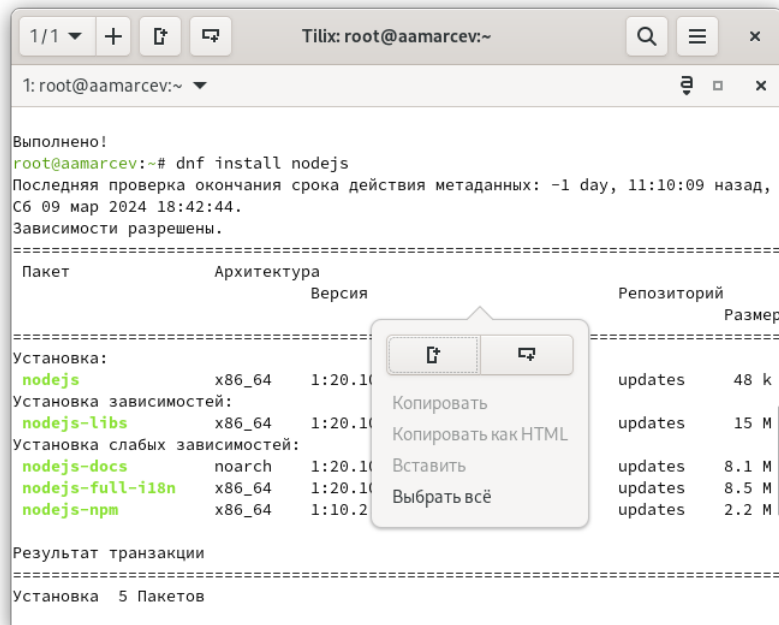 1/1
Tilix: root@aamarcev:~
1: root@aamarcev:~
Выполнено!
root@aamarcev:~# dnf install nodejs
Последняя проверка окончания срока действия метаданных: -1 day, 11:10:09 назад,
Сб 09 мар 2024 18:42:44.
Зависимости разрешены.
================================================================================
Пакет Архитектура
Версия Репозиторий
Размер
================================================================================
Установка:
nodejs x86_64 1:20.10 updates 48 k
Установка зависимостей:
nodejs-libs x86_64 1:20.10 updates 15 M
Установка слабых зависимостей:
nodejs-docs noarch 1:20.10 updates 8.1 M
nodejs-full-i18n x86_64 1:20.10 updates 8.5 M
nodejs-npm x86_64 1:10.2 updates 2.2 M
Копировать
Копировать как HTML
Вставить
Выбрать всё
Результат транзакции
================================================================================
Установка 5 Пакетов